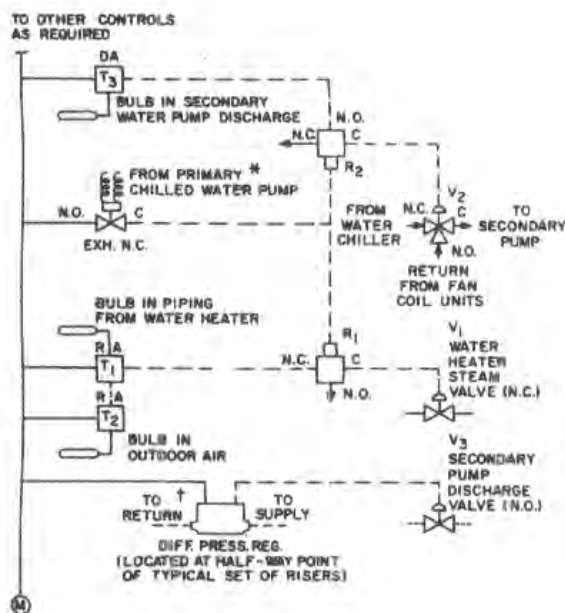 TO OTHER CONTROLS
AS REQUIRED
DA
T3
BULB IN SECONDARY
WATER PUMP DISCHARGE
N.O.
N.C.
C
R2
FROM PRIMARY *
CHILLED WATER PUMP
N.O.
C
EXH. N.C.
V2
N.C.
C
FROM
WATER
CHILLER
TO
SECONDARY
PUMP
N.O.
RETURN
FROM FAN
COIL UNITS
BULB IN PIPING
FROM WATER HEATER
RA
T1
RA
T2
BULB IN
OUTDOOR AIR
R1
N.C.
C
N.O.
V1
WATER
HEATER
STEAM
VALVE (N.C.)
V3
SECONDARY
PUMP
DISCHARGE
VALVE (N.O.)
TO †
RETURN
TO
SUPPLY
DIFF. PRESS. REG.
(LOCATED AT HALF-WAY POINT
OF TYPICAL SET OF RISERS)
M